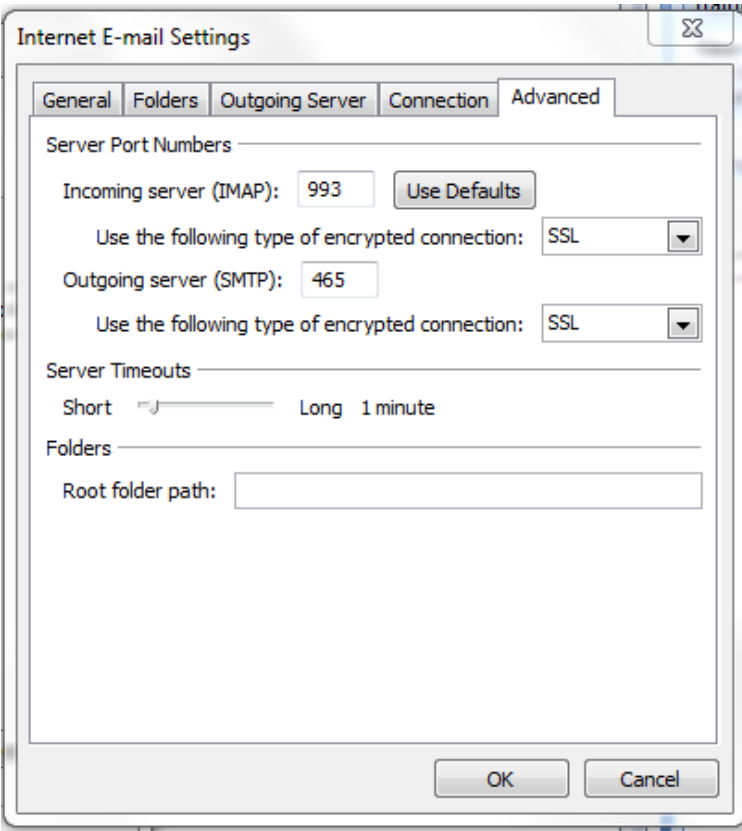 Internet E-mail Settings
General Folders Outgoing Server Connection Advanced
Server Port Numbers
Incoming server (IMAP): 993 Use Defaults
Use the following type of encrypted connection: SSL
Outgoing server (SMTP): 465
Use the following type of encrypted connection: SSL
Server Timeouts
Short Long 1 minute
Folders
Root folder path:
OK Cancel